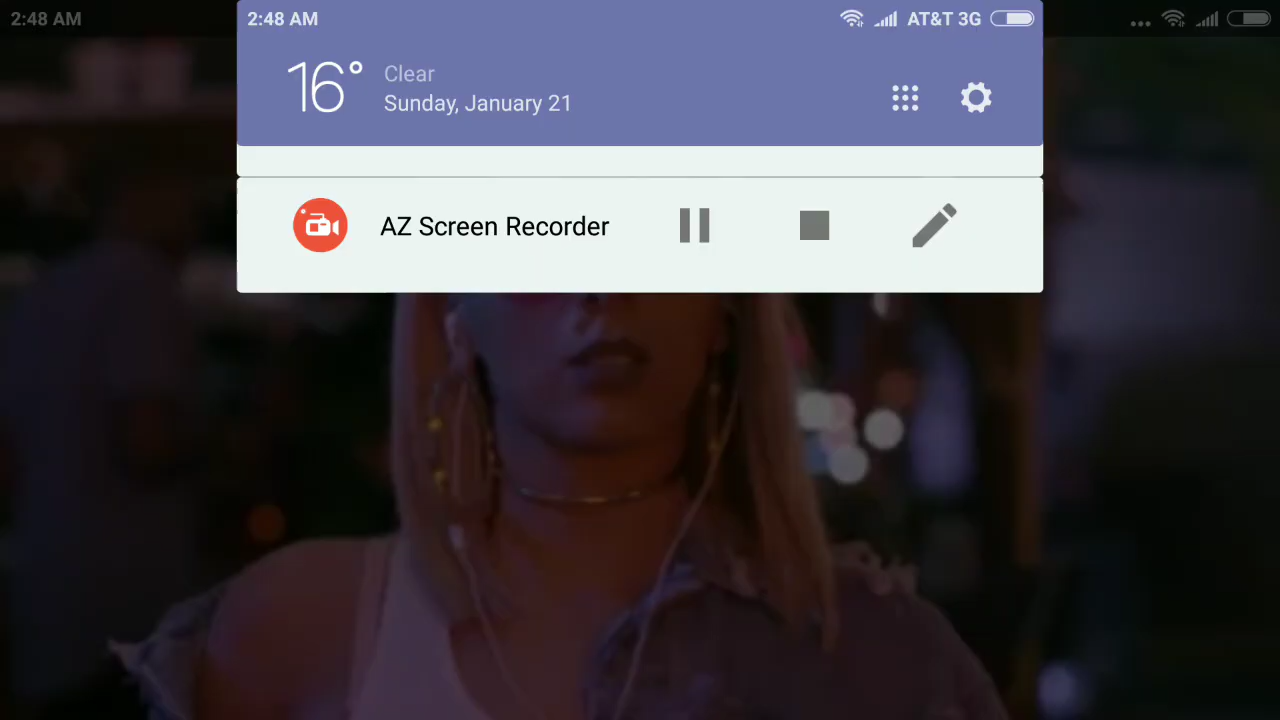 2:48 AM
2:48 AM AT&T 3G
16° Clear
Sunday, January 21
AZ Screen Recorder